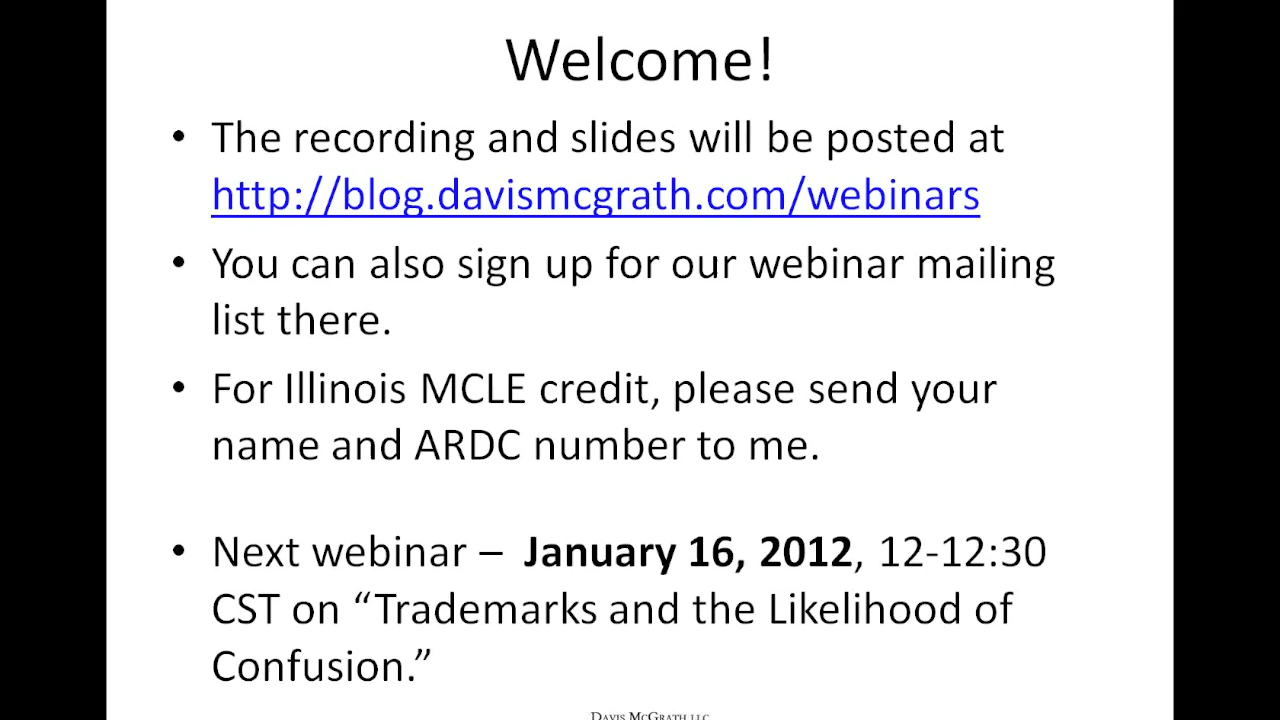 Welcome!
• The recording and slides will be posted at
http://blog.davismcgrath.com/webinars
• You can also sign up for our webinar mailing
list there.
• For Illinois MCLE credit, please send your
name and ARDC number to me.
• Next webinar – January 16, 2012, 12-12:30
CST on “Trademarks and the Likelihood of
Confusion.”
DAVIS MCGRATH LLC